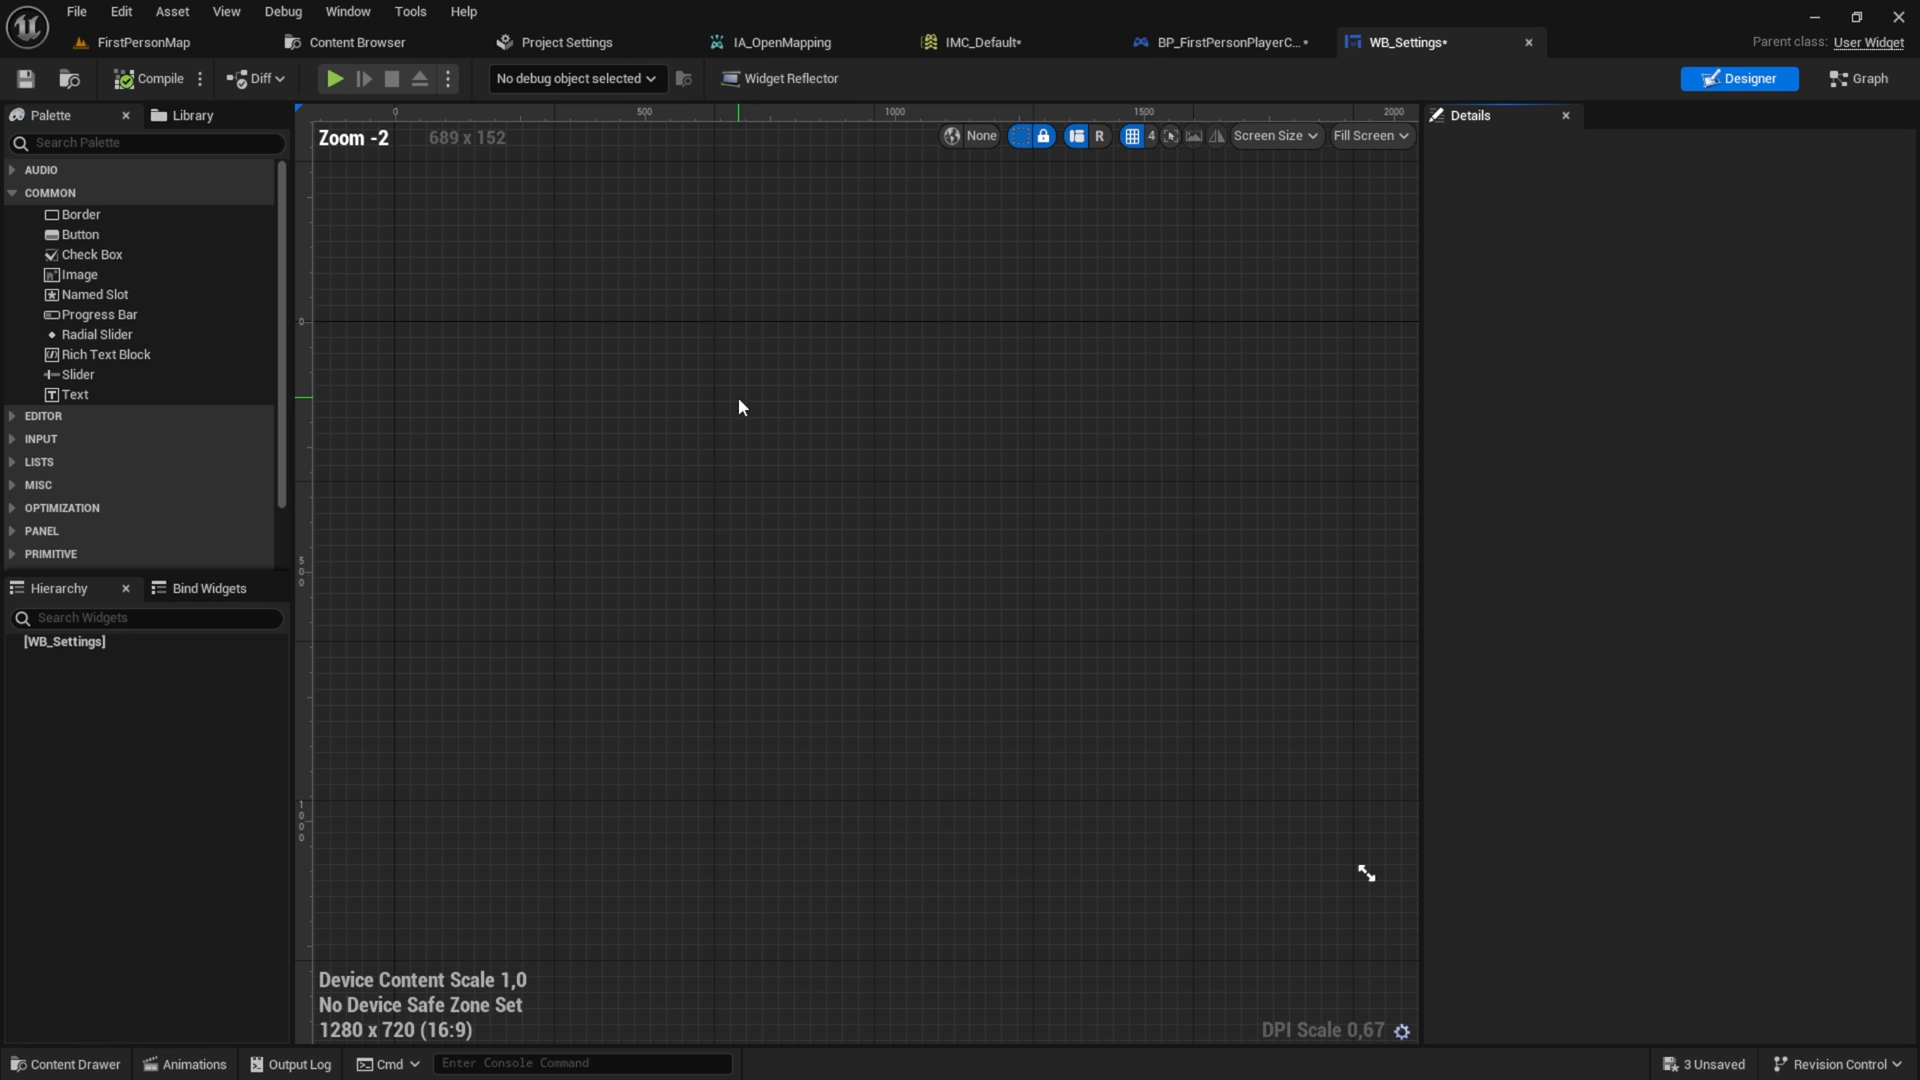 File Edit Asset View Debug Window Tools Help
FirstPersonMap Content Browser Project Settings IA_OpenMapping IMC_Default* BP_FirstPersonPlayerC... * WB_Settings* Parent class: User Widget
Compile Diff No debug object selected Widget Reflector Designer Graph
Palette Library
Search Palette
AUDIO
COMMON
Border
Button
Check Box
Image
Named Slot
Progress Bar
Radial Slider
Rich Text Block
Slider
Text
EDITOR
INPUT
LISTS
MISC
OPTIMIZATION
PANEL
PRIMITIVE
Hierarchy Bind Widgets
Search Widgets
[WB_Settings]
0 500 1000 1500 2000
Zoom -2 689 x 152 None R 4 Screen Size Fill Screen
0
500
1000
Device Content Scale 1,0
No Device Safe Zone Set
1280 x 720 (16:9)
DPI Scale 0,67
Details
Content Drawer Animations Output Log Cmd Enter Console Command 3 Unsaved Revision Control